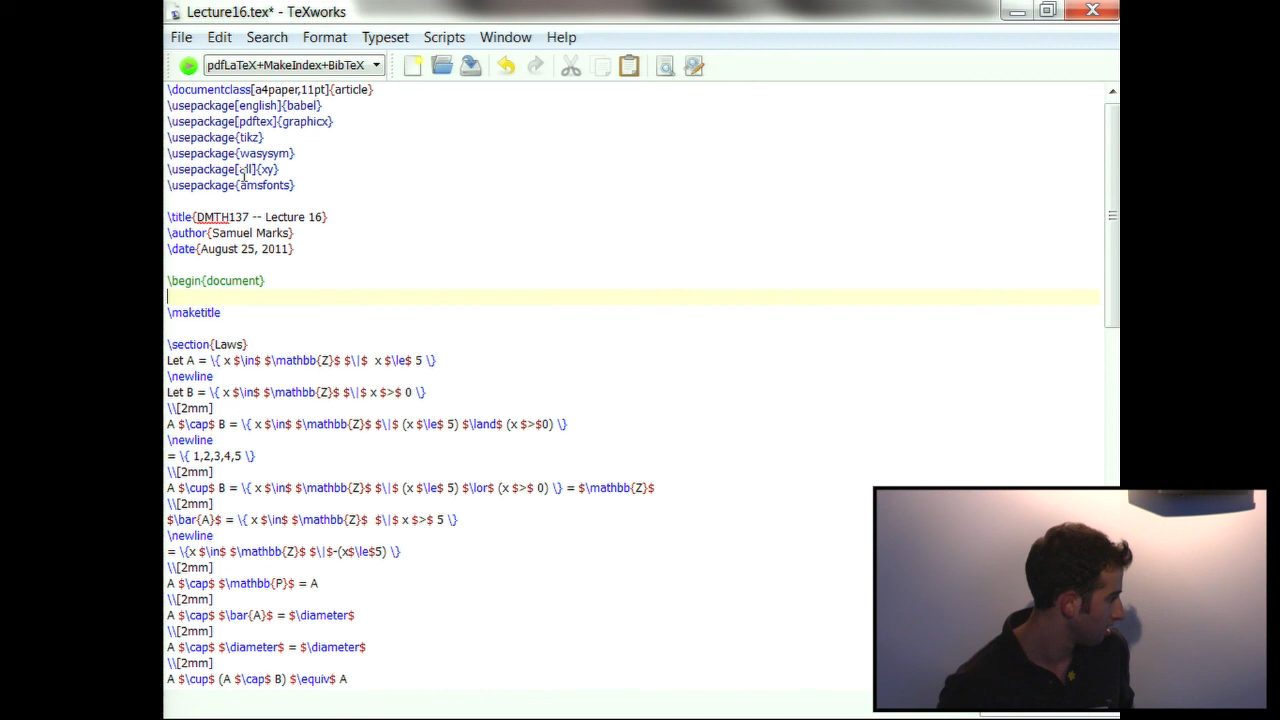 Lecture16.tex* - TeXworks
File Edit Search Format Typeset Scripts Window Help
pdfLaTeX+MakeIndex+BibTeX
\documentclass[a4paper,11pt]{article}
\usepackage[english]{babel}
\usepackage[pdftex]{graphicx}
\usepackage{tikz}
\usepackage{wasysym}
\usepackage[all]{xy}
\usepackage{amsfonts}
\title{DMTH137 -- Lecture 16}
\author{Samuel Marks}
\date{August 25, 2011}
\begin{document}
\maketitle
\section{Laws}
Let A = \{ x $\in$ $\mathbb{Z}$ $\|$  x $\le$ 5 \}
\newline
Let B = \{ x $\in$ $\mathbb{Z}$ $\|$ x $>$ 0 \}
\\[2mm]
A $\cap$ B = \{ x $\in$ $\mathbb{Z}$ $\|$ (x $\le$ 5) $\land$ (x $>$0) \}
\newline
= \{ 1,2,3,4,5 \}
\\[2mm]
A $\cup$ B = \{ x $\in$ $\mathbb{Z}$ $\|$ (x $\le$ 5) $\lor$ (x $>$ 0) \} = $\mathbb{Z}$
\\[2mm]
$\bar{A}$ = \{ x $\in$ $\mathbb{Z}$  $\|$ x $>$ 5 \}
\newline
= \{x $\in$ $\mathbb{Z}$ $\|$-(x$\le$5) \}
\\[2mm]
A $\cap$ $\mathbb{P}$ = A
\\[2mm]
A $\cap$ $\bar{A}$ = $\diameter$
\\[2mm]
A $\cap$ $\diameter$ = $\diameter$
\\[2mm]
A $\cup$ (A $\cap$ B) $\equiv$ A